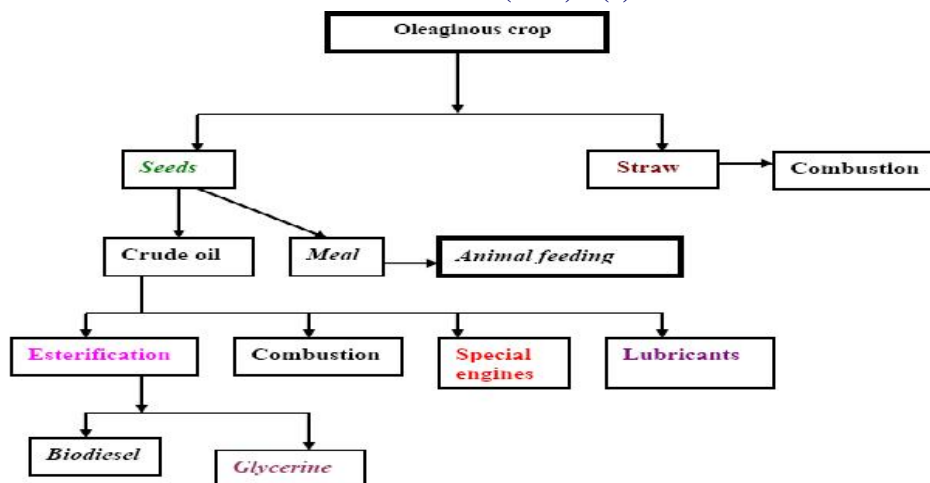 Oleaginous crop
Seeds
Straw
Combustion
Crude oil
Meal
Animal feeding
Esterification
Combustion
Special
engines
Lubricants
Biodiesel
Glycerine